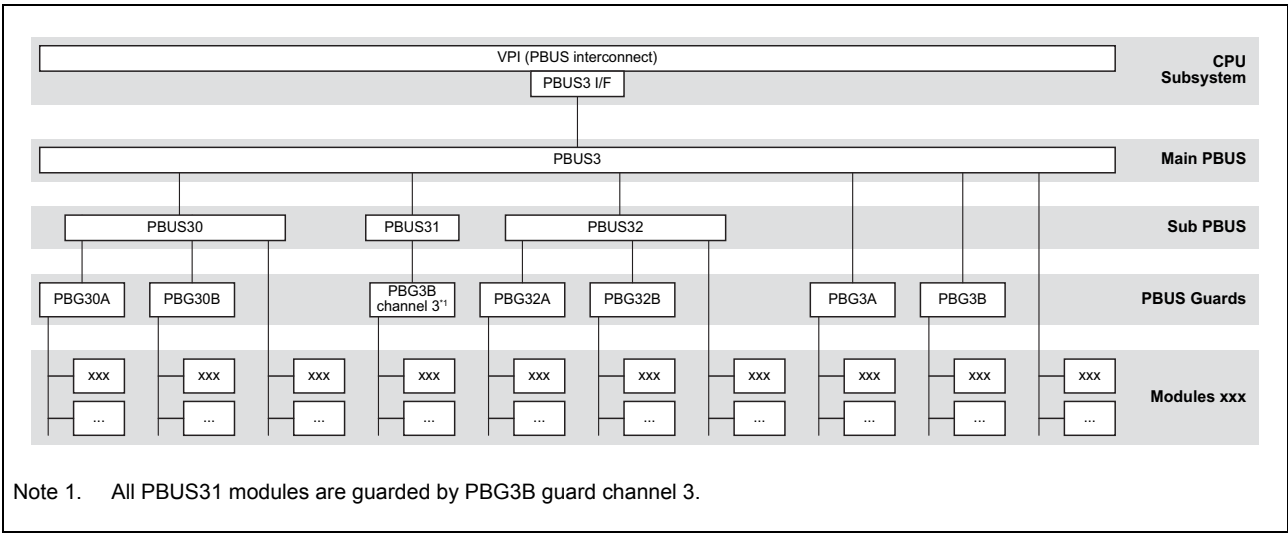 VPI (PBUS interconnect)
CPU
Subsystem
PBUS3 I/F
PBUS3
Main PBUS
PBUS30
PBUS31
PBUS32
Sub PBUS
PBG30A
PBG30B
PBG3B
channel 3*1
PBG32A
PBG32B
PBG3A
PBG3B
PBUS Guards
xxx xxx xxx xxx xxx xxx xxx xxx xxx xxx
Modules xxx
... ... ... ... ... ... ... ... ... ...
Note 1. All PBUS31 modules are guarded by PBG3B guard channel 3.